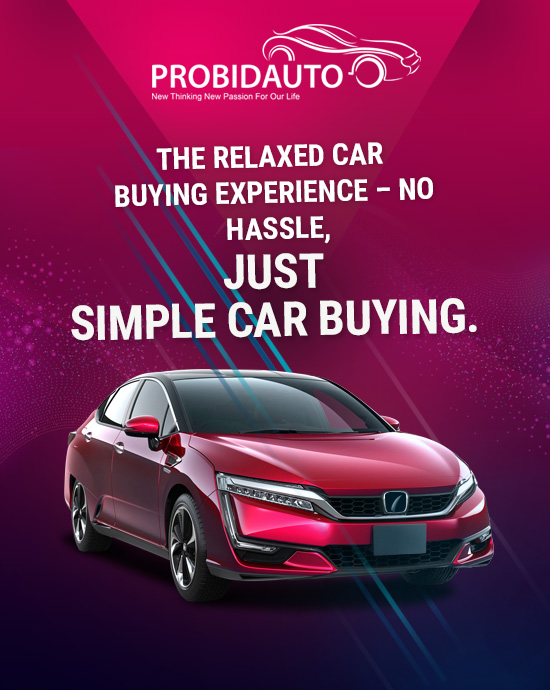 PROBIDAUTO
New Thinking New Passion For Our Life
THE RELAXED CAR
BUYING EXPERIENCE – NO
HASSLE,
JUST
SIMPLE CAR BUYING.